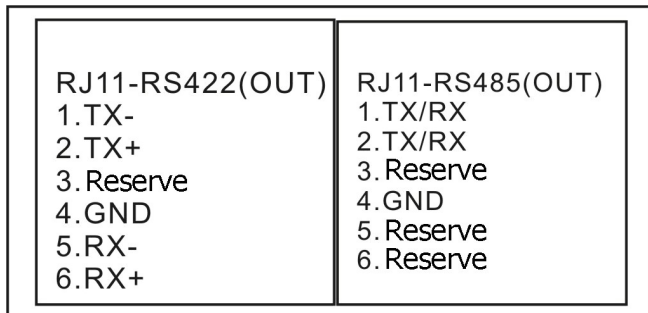 RJ11-RS422(OUT)
1.TX-
2.TX+
3.Reserve
4.GND
5.RX-
6.RX+
RJ11-RS485(OUT)
1.TX/RX
2.TX/RX
3.Reserve
4.GND
5.Reserve
6.Reserve